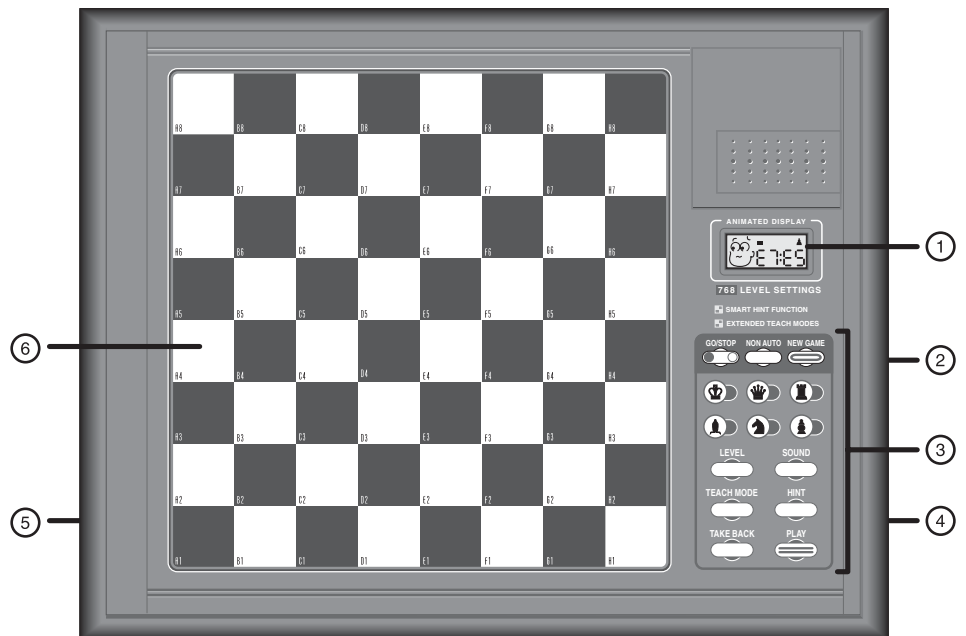 A8 B8 C8 D8 E8 F8 G8 H8
A7 B7 C7 D7 E7 F7 G7 H7
ANIMATED DISPLAY
E7:E5
1
A6 B6 C6 D6 E6 F6 G6 H6
768 LEVEL SETTINGS
SMART HINT FUNCTION
A5 B5 C5 D5 E5 F5 G5 H5
EXTENDED TEACH MODES
GO/STOP NON AUTO NEW GAME
6
2
A4 B4 C4 D4 E4 F4 G4 H4
A3 B3 C3 D3 E3 F3 G3 H3
LEVEL SOUND
3
TEACH MODE HINT
A2 B2 C2 D2 E2 F2 G2 H2
5
4
TAKE BACK PLAY
A1 B1 C1 D1 E1 F1 G1 H1